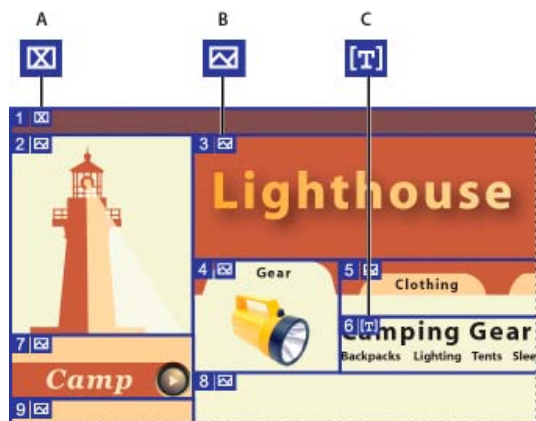 A B C
[T]
1
2 3
Lighthouse
4 Gear 5
Clothing
6 [T]
Camping Gear
Backpacks Lighting Tents
7
Camp
8
9